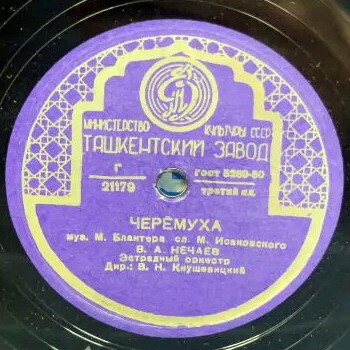 МИНИСТЕРСТВО КУЛЬТУРЫ СССР
ТАШКЕНТСКИЙ ЗАВОД
Г
21179
ГОСТ 5289-50
третий кл.
ЧЕРЁМУХА
муз. М. Блантера сл. М. Исаковского
В. А. НЕЧАЕВ
Эстрадный оркестр
Дир.: В. Н. Кнушевицкий